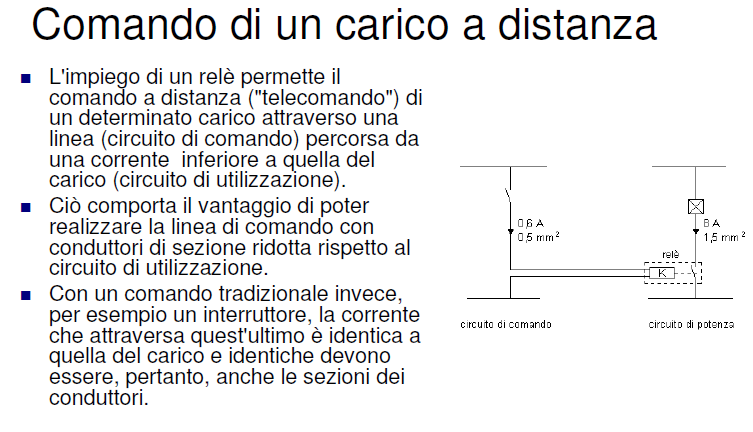 Comando di un carico a distanza
L'impiego di un relè permette il
comando a distanza ("telecomando") di
un determinato carico attraverso una
linea (circuito di comando) percorsa da
una corrente inferiore a quella del
carico (circuito di utilizzazione).
Ciò comporta il vantaggio di poter
realizzare la linea di comando con
conduttori di sezione ridotta rispetto al
circuito di utilizzazione.
Con un comando tradizionale invece,
per esempio un interruttore, la corrente
che attraversa quest'ultimo è identica a
quella del carico e identiche devono
essere, pertanto, anche le sezioni dei
conduttori.
0,6 A
0,5 mm²
8 A
1,5 mm²
relè
K
circuito di comando
circuito di potenza